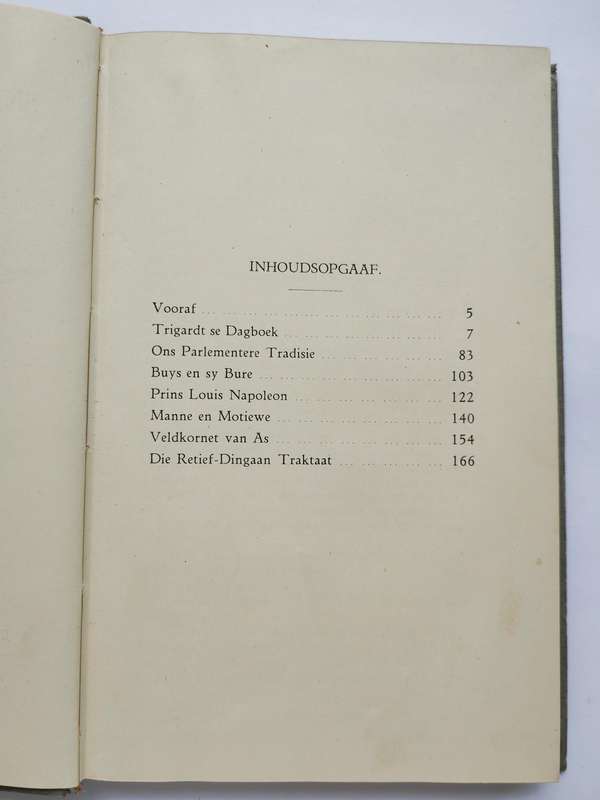 INHOUDSOPGAAF.
Vooraf ... ... ... ... ... ... ... ... ... 5
Trigardt se Dagboek ... ... ... ... ... ... 7
Ons Parlementere Tradisie ... ... ... ... ... 83
Buys en sy Bure ... ... ... ... ... ... ... 103
Prins Louis Napoleon ... ... ... ... ... ... 122
Manne en Motiewe ... ... ... ... ... ... 140
Veldkornet van As ... ... ... ... ... ... 154
Die Retief-Dingaan Traktaat ... ... ... ... ... 166